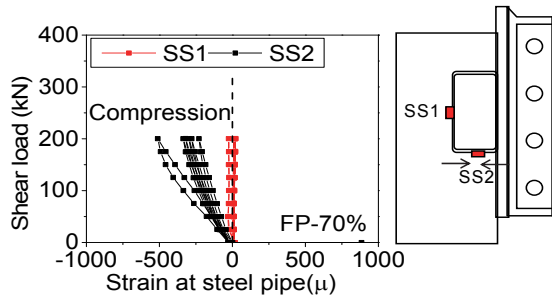 400
300
200
100
0
Shear load (kN)
SS1 SS2
Compression
FP-70%
-1000 -500 0 500 1000
Strain at steel pipe(μ)
SS1
SS2